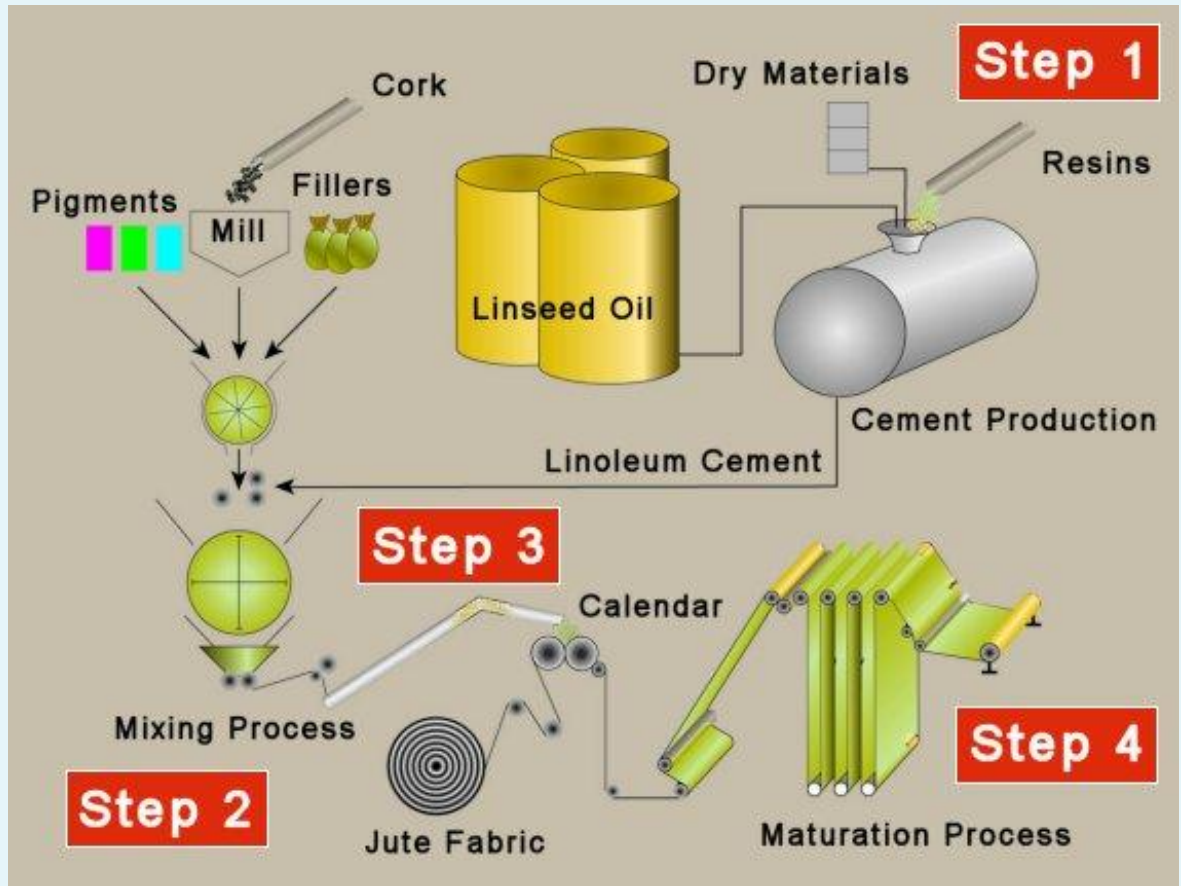 Step 1
Dry Materials
Cork
Resins
Fillers
Pigments
Mill
Linseed Oil
Cement Production
Linoleum Cement
Step 3
Calendar
Mixing Process
Step 4
Step 2
Jute Fabric
Maturation Process